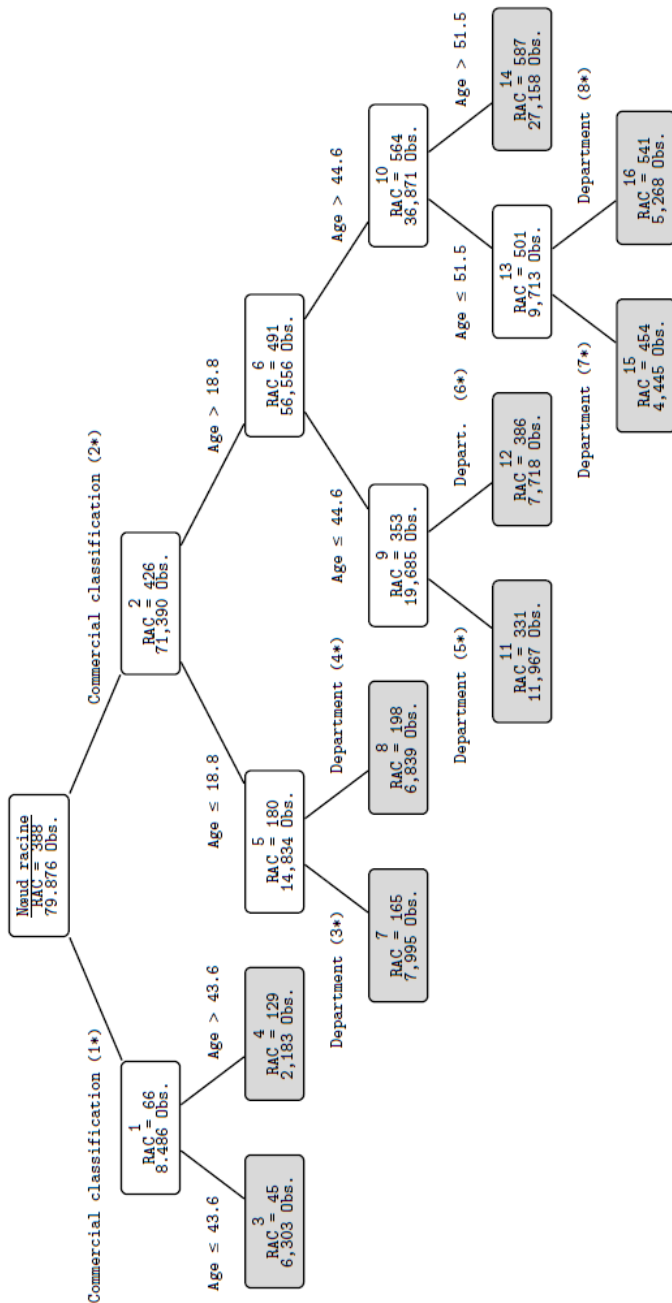 Nœud racine
RAC = 388
79.876 Obs.
Commercial classification (1*)
Commercial classification (2*)
1
RAC = 66
8.486 Obs.
2
RAC = 426
71,390 Obs.
Age ≤ 43.6
Age > 43.6
Age ≤ 18.8
Age > 18.8
3
RAC = 45
6,303 Obs.
4
RAC = 129
2,183 Obs.
5
RAC = 180
14,834 Obs.
6
RAC = 491
56,556 Obs.
Department (3*)
Department (4*)
Age ≤ 44.6
Age > 44.6
7
RAC = 165
7,995 Obs.
8
RAC = 198
6,839 Obs.
9
RAC = 353
19,685 Obs.
10
RAC = 564
36,871 Obs.
Department (5*)
Depart. (6*)
Age ≤ 51.5
Age > 51.5
11
RAC = 331
11,967 Obs.
12
RAC = 386
7,718 Obs.
13
RAC = 501
9,713 Obs.
14
RAC = 587
27,158 Obs.
Department (7*)
Department (8*)
15
RAC = 454
4,445 Obs.
16
RAC = 541
5,268 Obs.